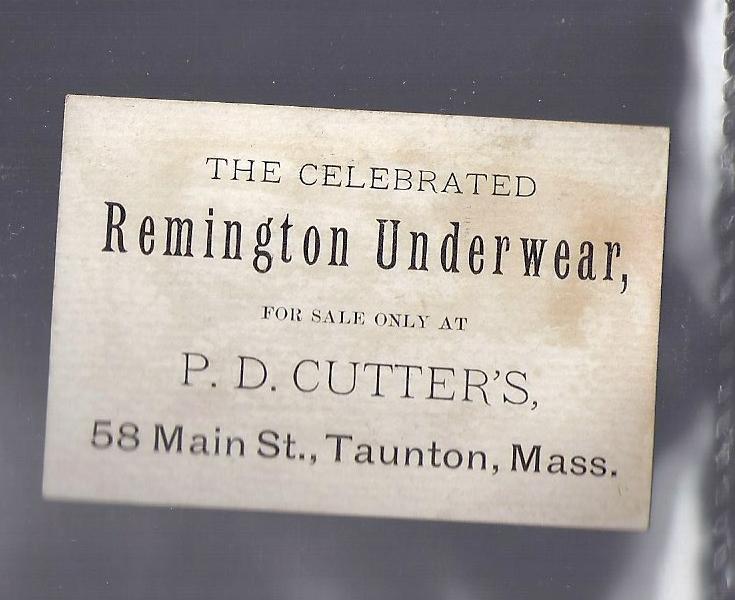 THE CELEBRATED
Remington Underwear,
FOR SALE ONLY AT
P. D. CUTTER'S,
58 Main St., Taunton, Mass.